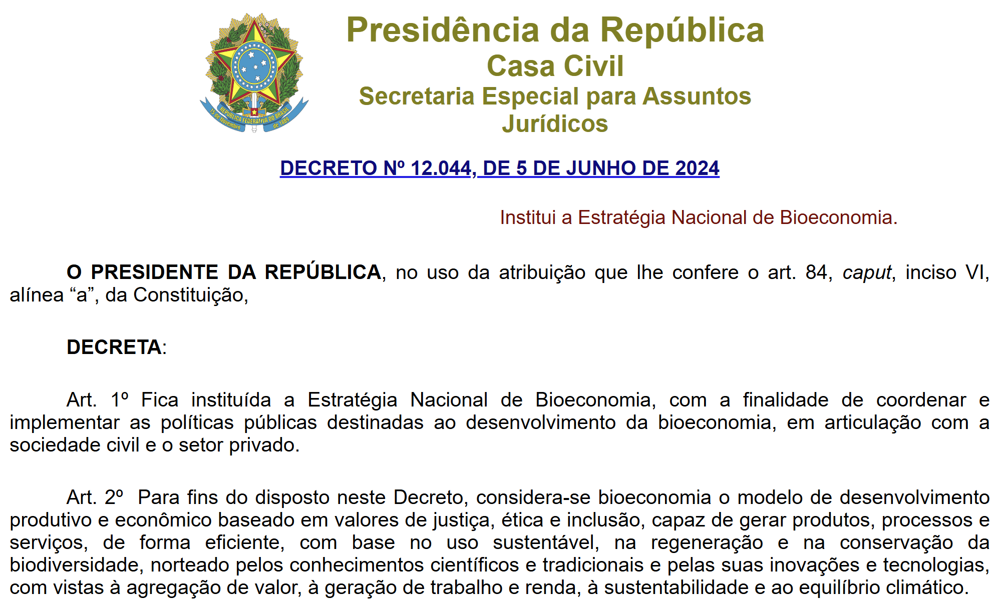 Presidência da República
Casa Civil
Secretaria Especial para Assuntos
Jurídicos
REPÚBLICA FEDERATIVA DO BRASIL
15 de Novembro
de 1889
DECRETO Nº 12.044, DE 5 DE JUNHO DE 2024
Institui a Estratégia Nacional de Bioeconomia.
O PRESIDENTE DA REPÚBLICA, no uso da atribuição que lhe confere o art. 84, caput, inciso VI,
alínea “a”, da Constituição,
DECRETA:
Art. 1º Fica instituída a Estratégia Nacional de Bioeconomia, com a finalidade de coordenar e
implementar as políticas públicas destinadas ao desenvolvimento da bioeconomia, em articulação com a
sociedade civil e o setor privado.
Art. 2º Para fins do disposto neste Decreto, considera-se bioeconomia o modelo de desenvolvimento
produtivo e econômico baseado em valores de justiça, ética e inclusão, capaz de gerar produtos, processos e
serviços, de forma eficiente, com base no uso sustentável, na regeneração e na conservação da
biodiversidade, norteado pelos conhecimentos científicos e tradicionais e pelas suas inovações e tecnologias,
com vistas à agregação de valor, à geração de trabalho e renda, à sustentabilidade e ao equilíbrio climático.